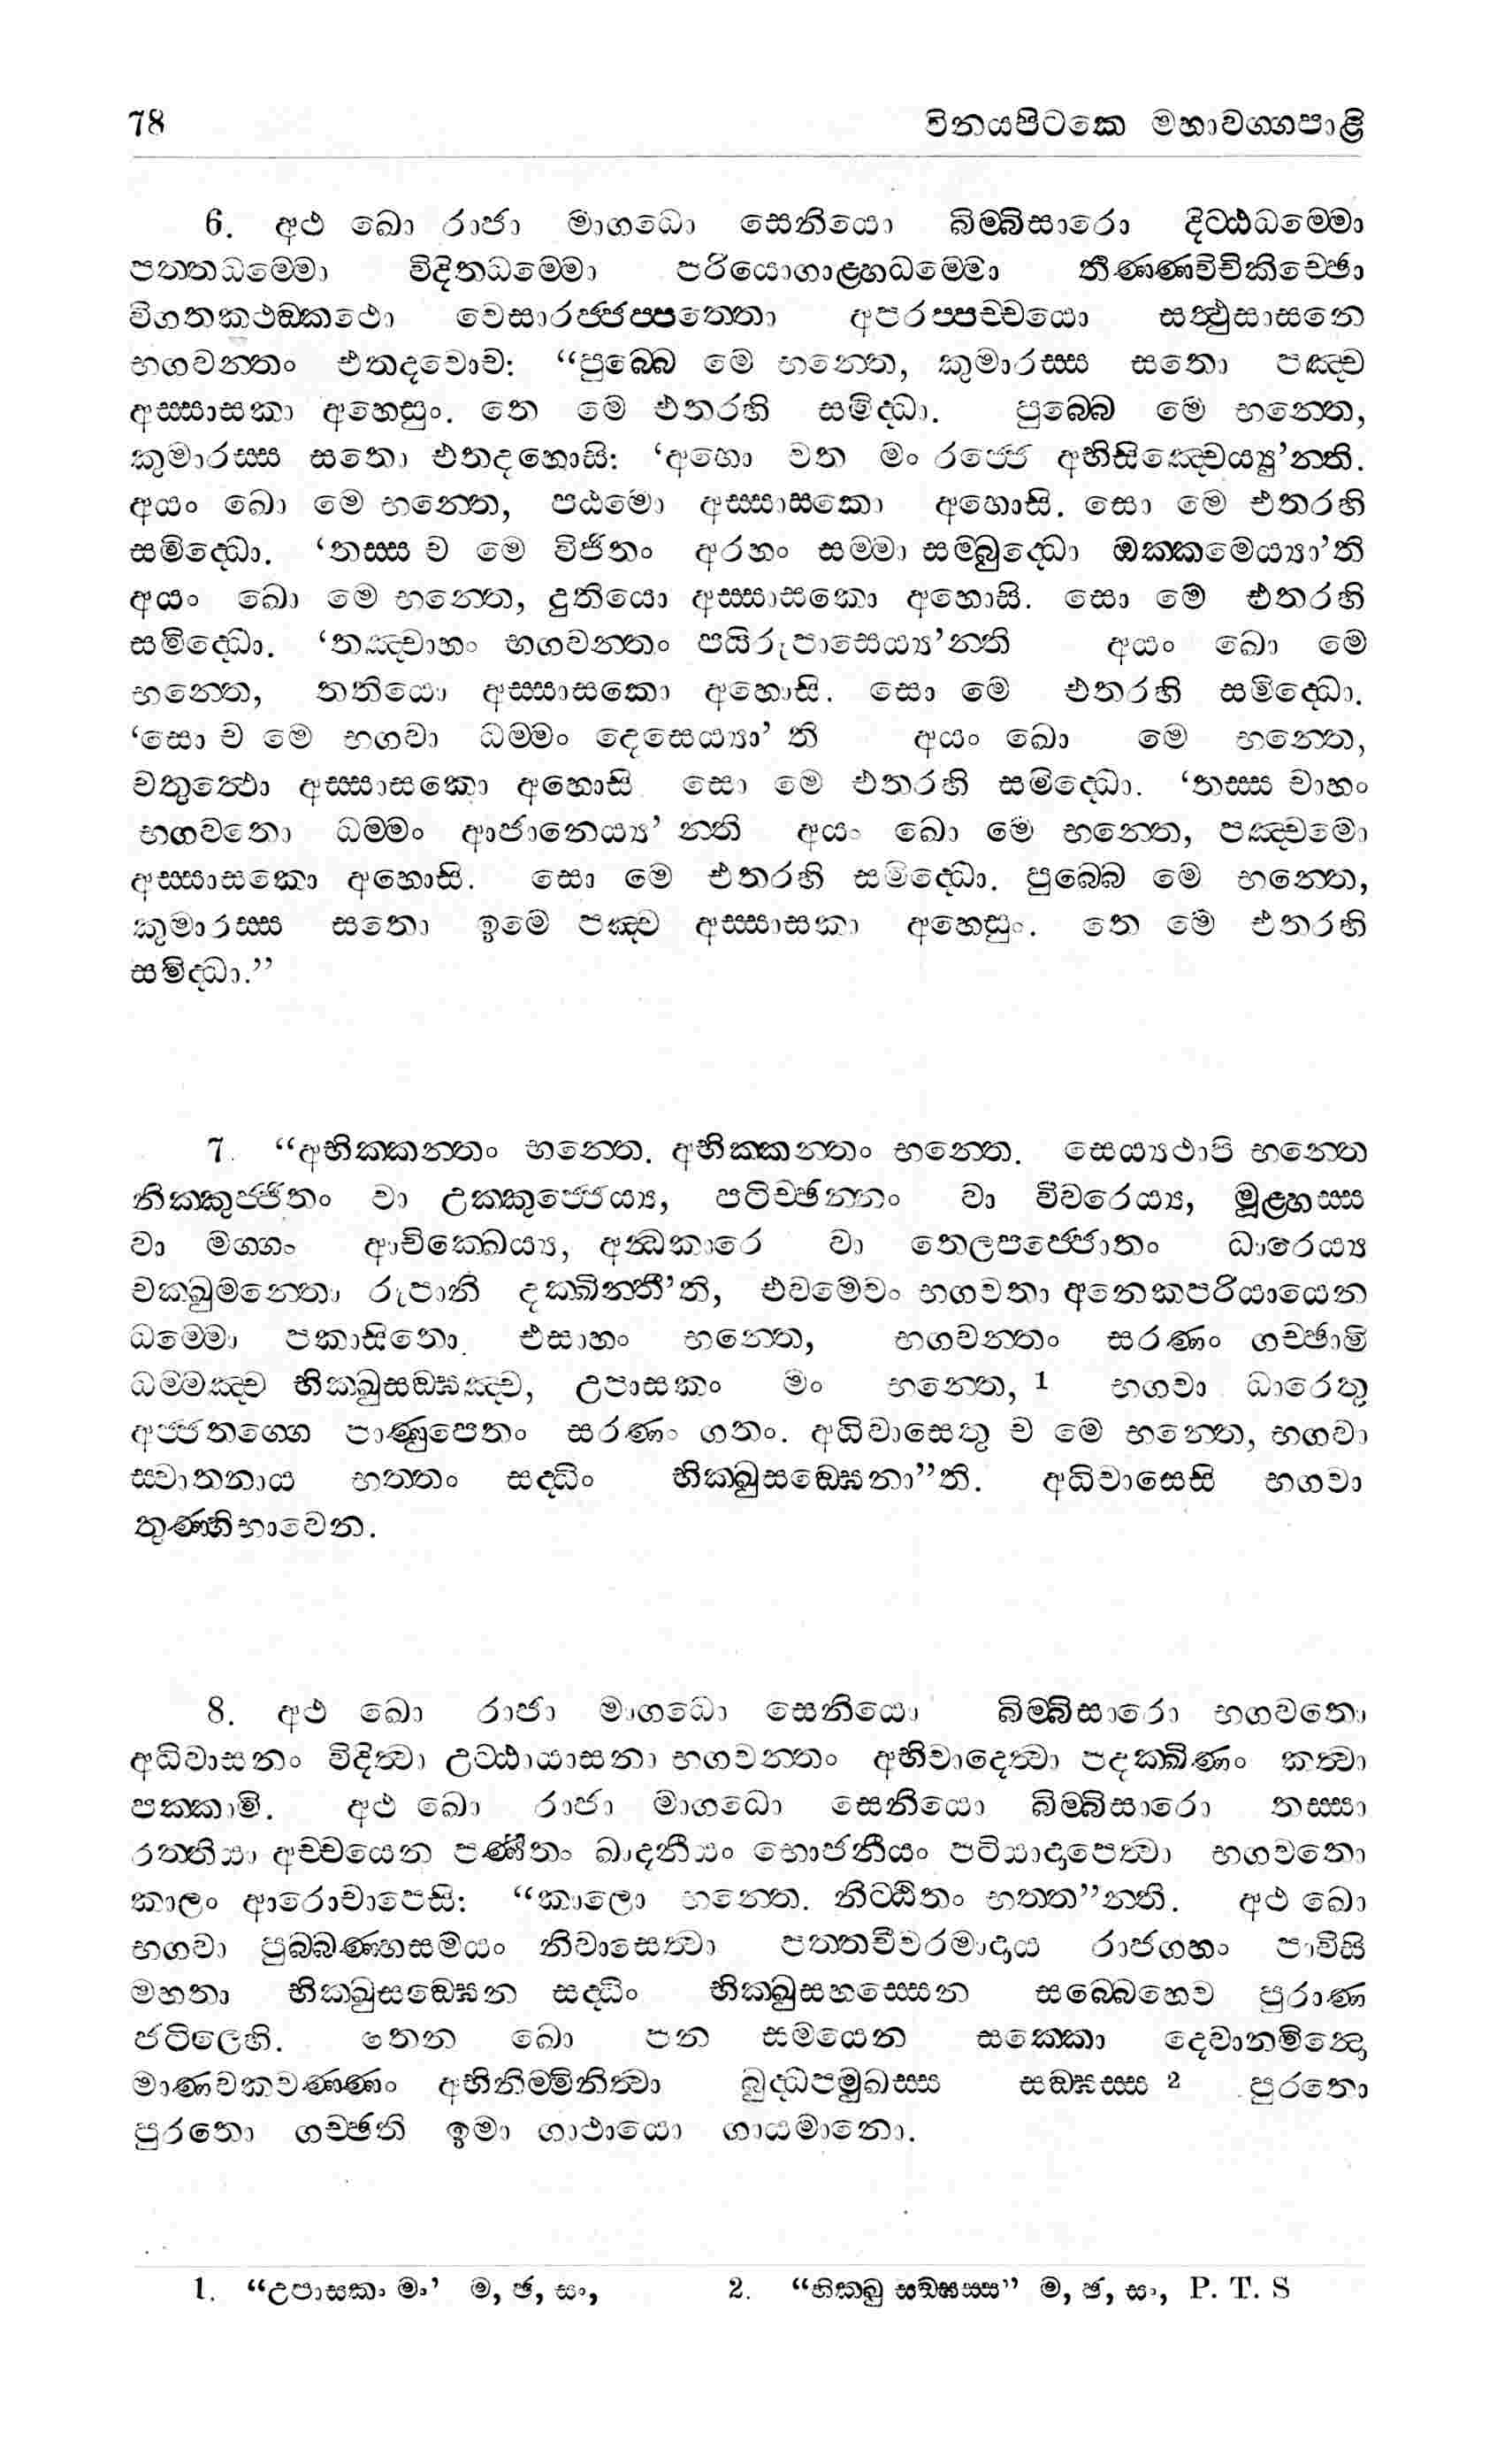 78 විනයපිටකෙ මහාවග්ගපාළි
6. අථ ඛො රාජා මාගධො සෙනියො බිම්බිසාරො දිට්ඨධම්මො
පත්තධම්මො විදිතධම්මො පරියොගාළ්හධම්මො තිණ්ණවිචිකිච්ඡො
විගතකථඞ්කථො වෙසාරජ්ජප්පත්තො අපරප්පච්චයො සත්ථුසාසනෙ
භගවන්තං එතදවොච: “පුබ්බෙ මෙ භන්තෙ, කුමාරස්ස සතො පඤ්ච
අස්සාසකා අහෙසුං. තෙ මෙ එතරහි සමිද්ධා. පුබ්බෙ මෙ භන්තෙ,
කුමාරස්ස සතො එතදහොසි: ‘අහො වත මං රජ්ජෙ අභිසිඤ්චෙය්‍යු’න්ති.
අයං ඛො මෙ භන්තෙ, පඨමො අස්සාසකො අහොසි. සො මෙ එතරහි
සමිද්ධො. ‘තස්ස ච මෙ විජිතං අරහං සම්මා සම්බුද්ධො ඔක්කමෙය්‍යා’ති
අයං ඛො මෙ භන්තෙ, දුතියො අස්සාසකො අහොසි. සො මෙ එතරහි
සමිද්ධො. ‘තඤ්චාහං භගවන්තං පයිරුපාසෙය්‍ය’න්ති අයං ඛො මෙ
භන්තෙ, තතියො අස්සාසකො අහොසි. සො මෙ එතරහි සමිද්ධො.
‘සො ච මෙ භගවා ධම්මං දෙසෙය්‍යා’ ති අයං ඛො මෙ භන්තෙ,
චතුත්ථො අස්සාසකො අහොසි සො මෙ එතරහි සමිද්ධො. ‘තස්ස චාහං
භගවතො ධම්මං ආජානෙය්‍ය’ න්ති අයං ඛො මෙ භන්තෙ, පඤ්චමො
අස්සාසකො අහොසි. සො මෙ එතරහි සමිද්ධො. පුබ්බෙ මෙ භන්තෙ,
කුමාරස්ස සතො ඉමෙ පඤ්ච අස්සාසකා අහෙසුං. තෙ මෙ එතරහි
සමිද්ධා.”
7. “අභික්කන්තං භන්තෙ. අභික්කන්තං භන්තෙ. සෙය්‍යථාපි භන්තෙ
නික්කුජ්ජිතං වා උක්කුජ්ජෙය්‍ය, පටිච්ඡන්නං වා විවරෙය්‍ය, මූළ්හස්ස
වා මග්ගං ආචික්ඛෙය්‍ය, අන්ධකාරෙ වා තෙලපජ්ජොතං ධාරෙය්‍ය
චක්ඛුමන්තො රූපානි දක්ඛින්තී’ති, එවමෙවං භගවතා අනෙකපරියායෙන
ධම්මො පකාසිතො. එසාහං භන්තෙ, භගවන්තං සරණං ගච්ඡාමි
ධම්මඤ්ච භික්ඛුසඞ්ඝඤ්ච, උපාසකං මං භන්තෙ, 1 භගවා ධාරෙතු
අජ්ජතග්ගෙ පාණුපෙතං සරණං ගතං. අධිවාසෙතු ච මෙ භන්තෙ, භගවා
ස්වාතනාය භත්තං සද්ධිං භික්ඛුසඞ්ඝෙනා”ති. අධිවාසෙසි භගවා
තුණ්හිභාවෙන.
8. අථ ඛො රාජා මාගධො සෙනියො බිම්බිසාරො භගවතො
අධිවාසනං විදිත්වා උට්ඨායාසනා භගවන්තං අභිවාදෙත්වා පදක්ඛිණං කත්වා
පක්කාමි. අථ ඛො රාජා මාගධො සෙනියො බිම්බිසාරො තස්සා
රත්තියා අච්චයෙන පණීතං ඛාදනීයං භොජනීයං පටියාදාපෙත්වා භගවතො
කාලං ආරොචාපෙසි: “කාලො භන්තෙ. නිට්ඨිතං භත්ත”න්ති. අථ ඛො
භගවා පුබ්බණ්හසමයං නිවාසෙත්වා පත්තචීවරමාදාය රාජගහං පාවිසි
මහතා භික්ඛුසඞ්ඝෙන සද්ධිං භික්ඛුසහස්සෙන සබ්බෙහෙව පුරාණ
ජටිලෙහි. තෙන ඛො පන සමයෙන සක්කො දෙවානමින්දො
මාණවකවණ්ණං අභිනිම්මිනිත්වා බුද්ධපමුඛස්ස සඞ්ඝස්ස 2 පුරතො
පුරතො ගච්ඡති ඉමා ගාථායො ගායමානො.
1. “උපාසකං මං’ ම, ඡ, සං, 2. “භික්ඛු සඞ්ඝස්ස” ම, ඡ, සං, P. T. S